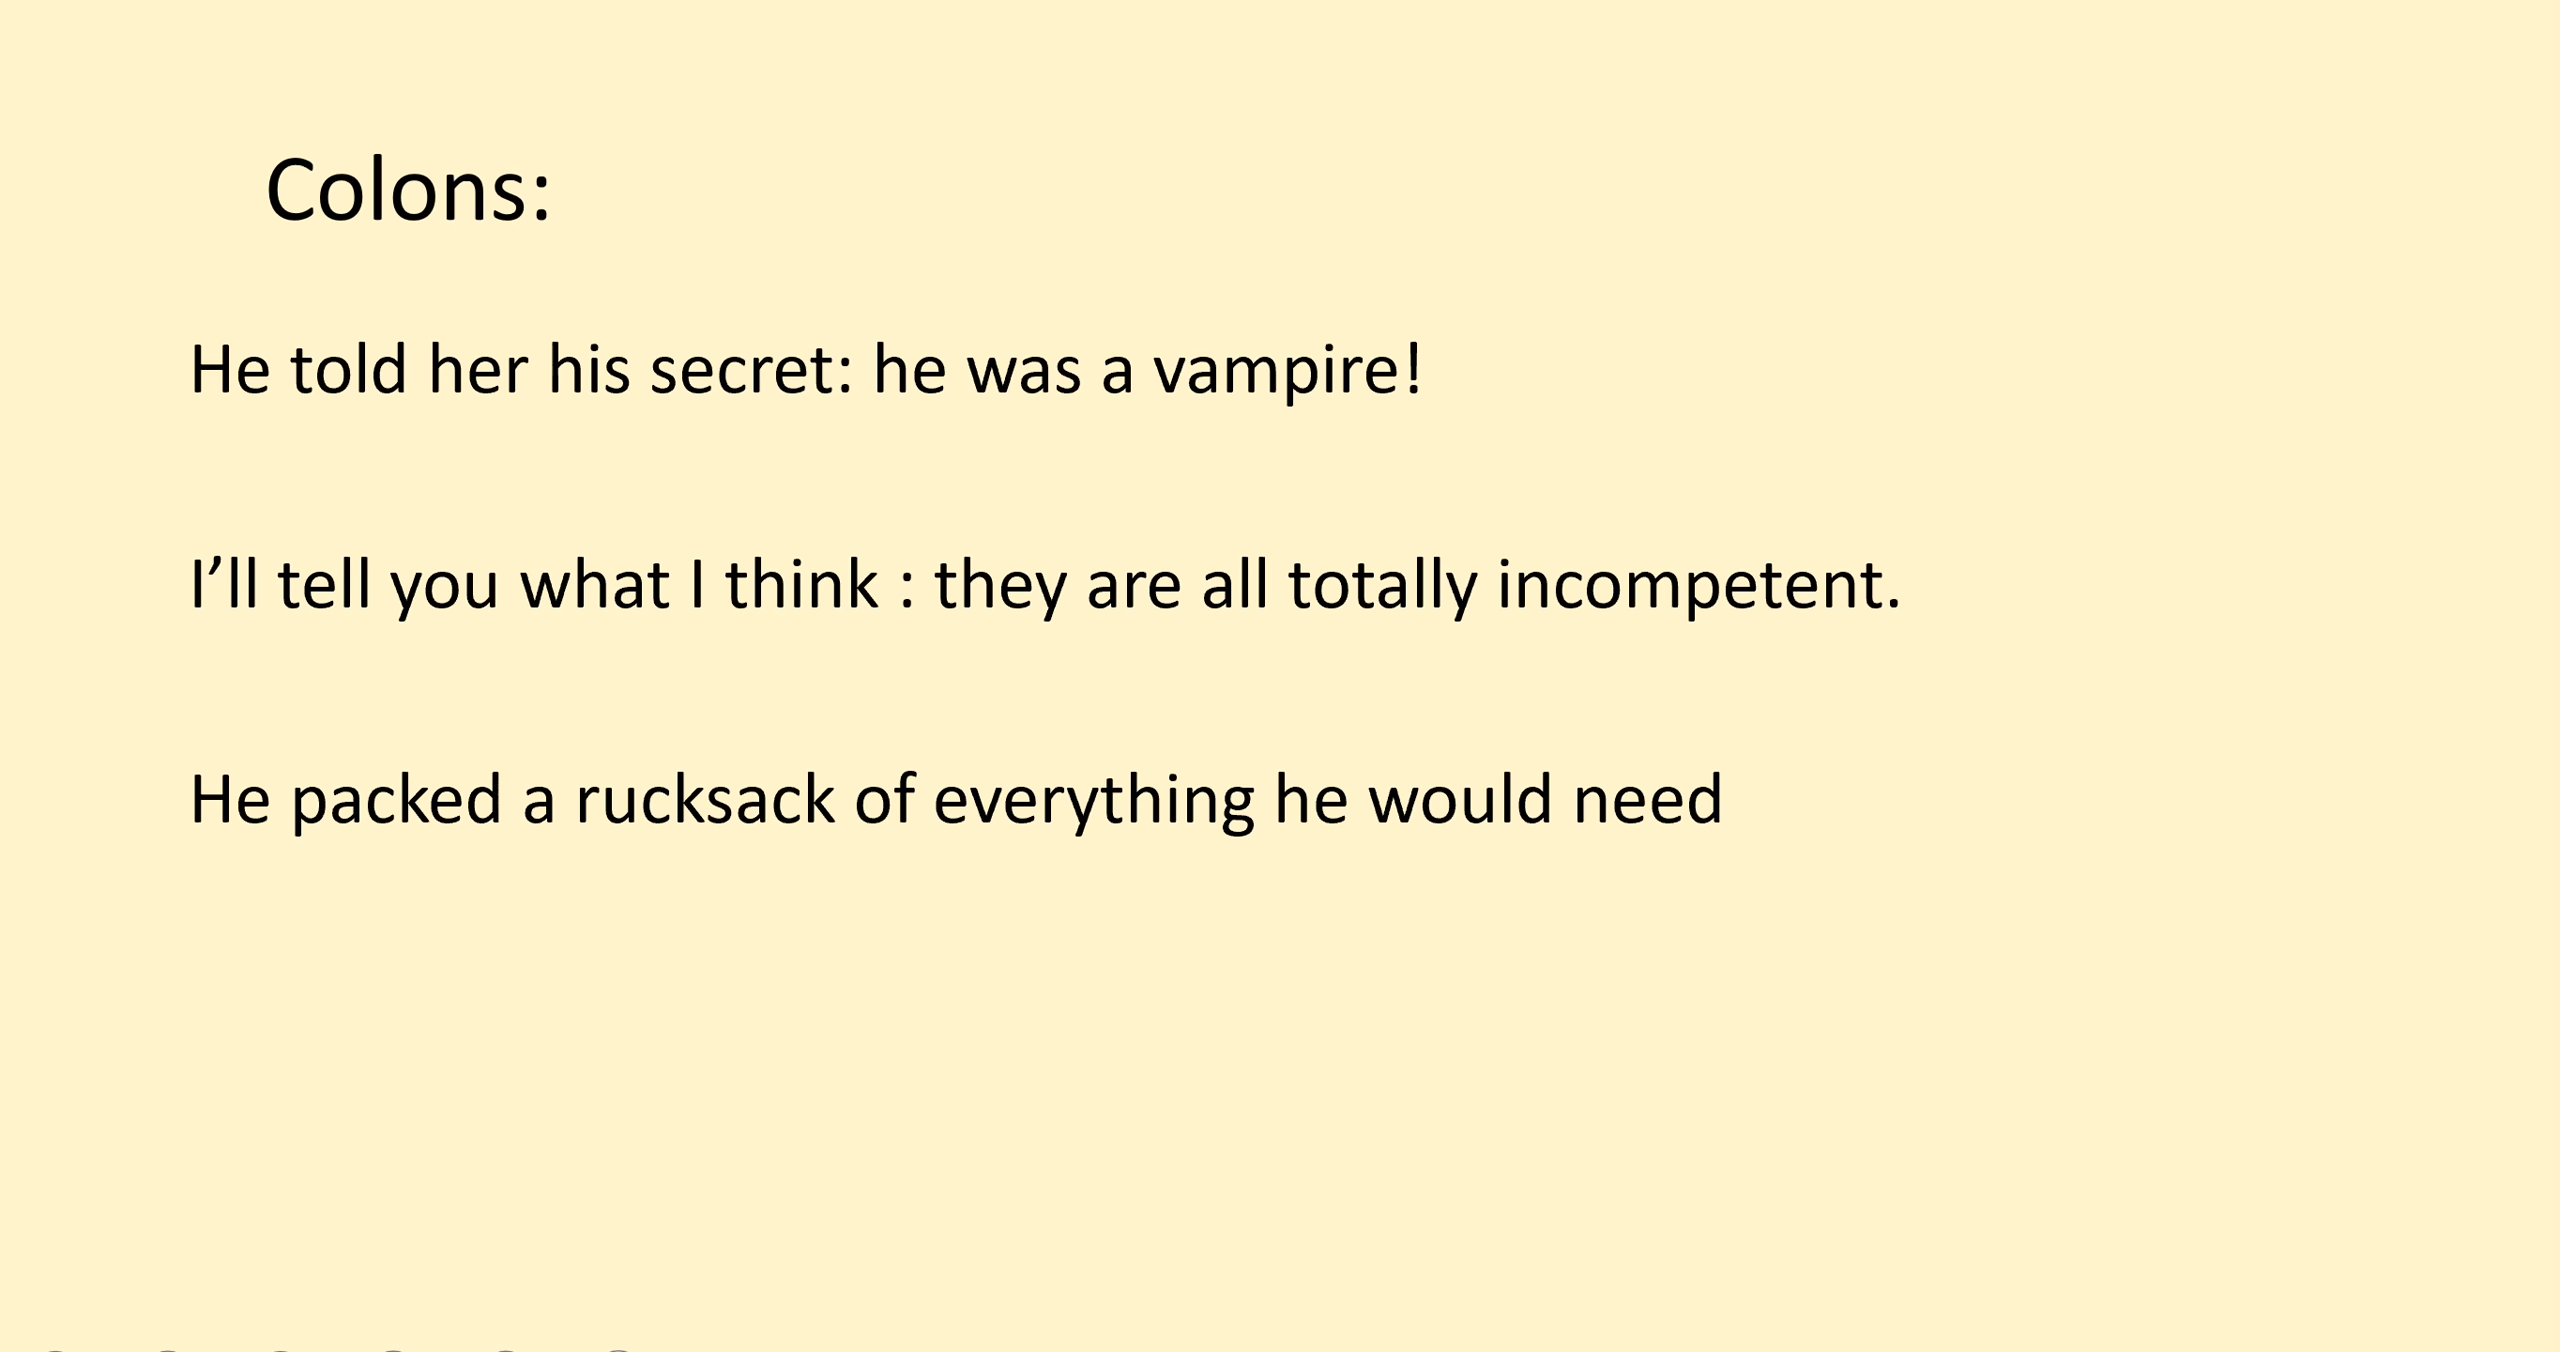 Colons:
He told her his secret: he was a vampire!
I’ll tell you what I think : they are all totally incompetent.
He packed a rucksack of everything he would need